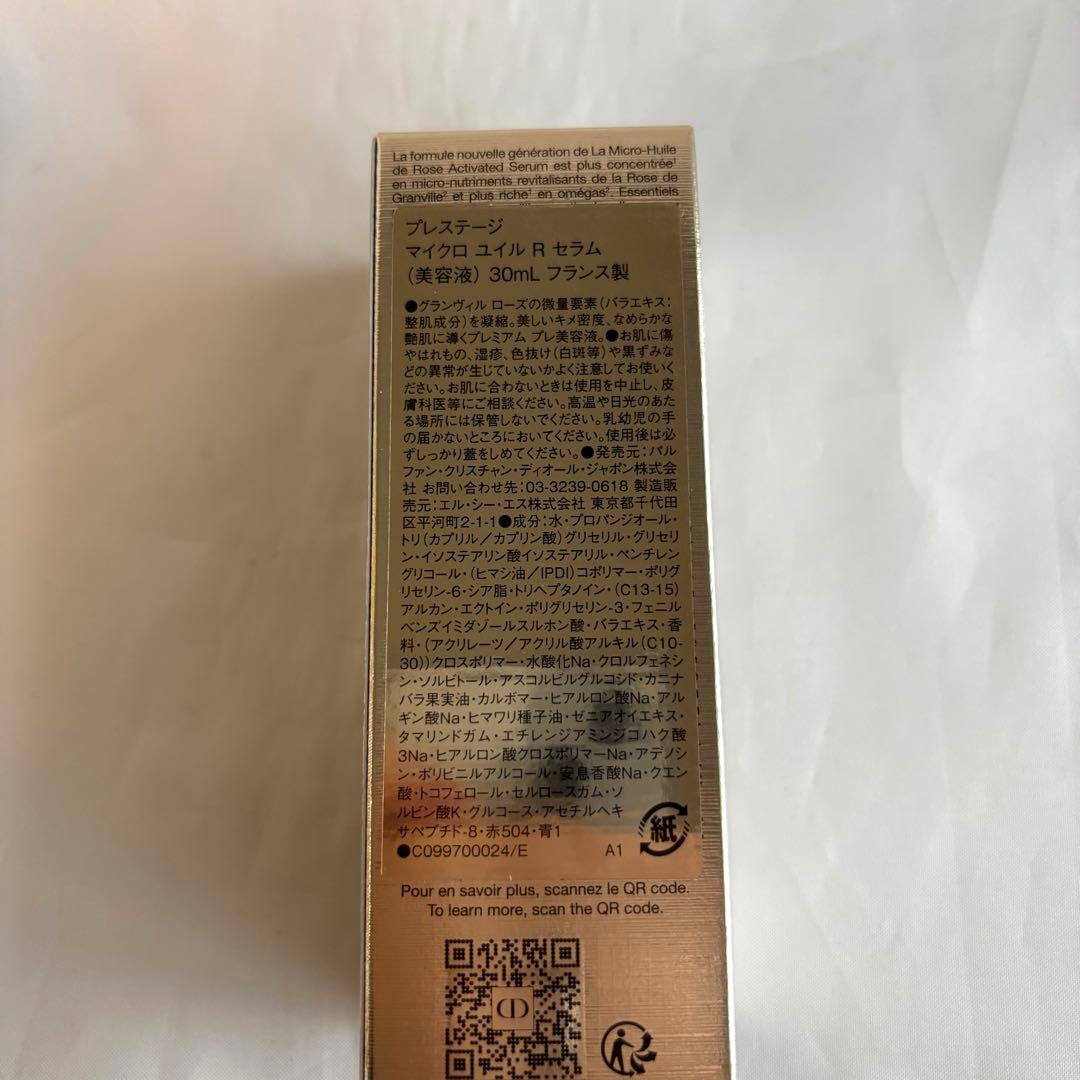 La formule nouvelle génération de La Micro-Huile
de Rose Activated Serum est plus concentrée¹
en micro-nutriments revitalisants de la Rose de
Granville² et plus riche¹ en omégas². Essentiels
プレステージ
マイクロ ユイル R セラム
(美容液) 30mL フランス製
●グランヴィル ローズの微量要素(バラエキス:
整肌成分)を凝縮。美しいキメ密度、なめらかな
艶肌に導くプレミアム プレ美容液。●お肌に傷
やはれもの、湿疹、色抜け(白斑等)や黒ずみな
どの異常が生じていないかよく注意してお使いく
ださい。お肌に合わないときは使用を中止し、皮
膚科医等にご相談ください。高温や日光のあた
る場所には保管しないでください。乳幼児の手
の届かないところにおいてください。使用後は必
ずしっかり蓋をしめてください。●発売元:パル
ファン・クリスチャン・ディオール・ジャポン株式会
社 お問い合わせ先:03-3239-0618 製造販
売元:エル・シー・エス株式会社 東京都千代田
区平河町2-1-1●成分:水・プロパンジオール・
トリ(カプリル/カプリン酸)グリセリル・グリセリ
ン・イソステアリン酸イソステアリル・ペンチレン
グリコール・(ヒマシ油/IPDI)コポリマー・ポリグ
リセリン-6・シア脂・トリヘプタノイン・(C13-15)
アルカン・エクトイン・ポリグリセリン-3・フェニル
ベンズイミダゾールスルホン酸・バラエキス・香
料・(アクリレーツ/アクリル酸アルキル(C10-
30))クロスポリマー・水酸化Na・クロルフェネシ
ン・ソルビトール・アスコルビルグルコシド・カニナ
バラ果実油・カルボマー・ヒアルロン酸Na・アル
ギン酸Na・ヒマワリ種子油・ゼニアオイエキス・
タマリンドガム・エチレンジアミンジコハク酸
3Na・ヒアルロン酸クロスポリマーNa・アデノシ
ン・ポリビニルアルコール・安息香酸Na・クエン
酸・トコフェロール・セルロースガム・ソ
ルビン酸K・グルコース・アセチルヘキ
サペプチド-8・赤504・青1
紙
●C099700024/E A1
Pour en savoir plus, scannez le QR code.
To learn more, scan the QR code.
CD